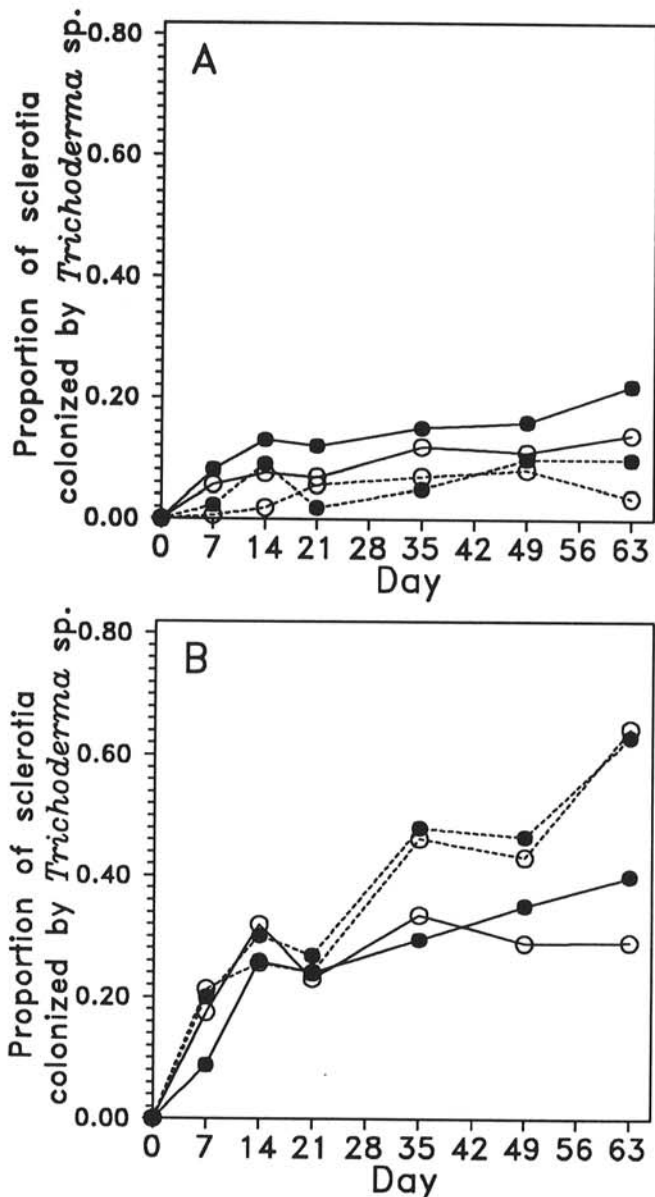 A
Proportion of sclerotia
colonized by Trichoderma sp.
0.80
0.60
0.40
0.20
0.00
0 7 14 21 28 35 42 49 56 63
Day
B
Proportion of sclerotia
colonized by Trichoderma sp.
0.80
0.60
0.40
0.20
0.00
0 7 14 21 28 35 42 49 56 63
Day